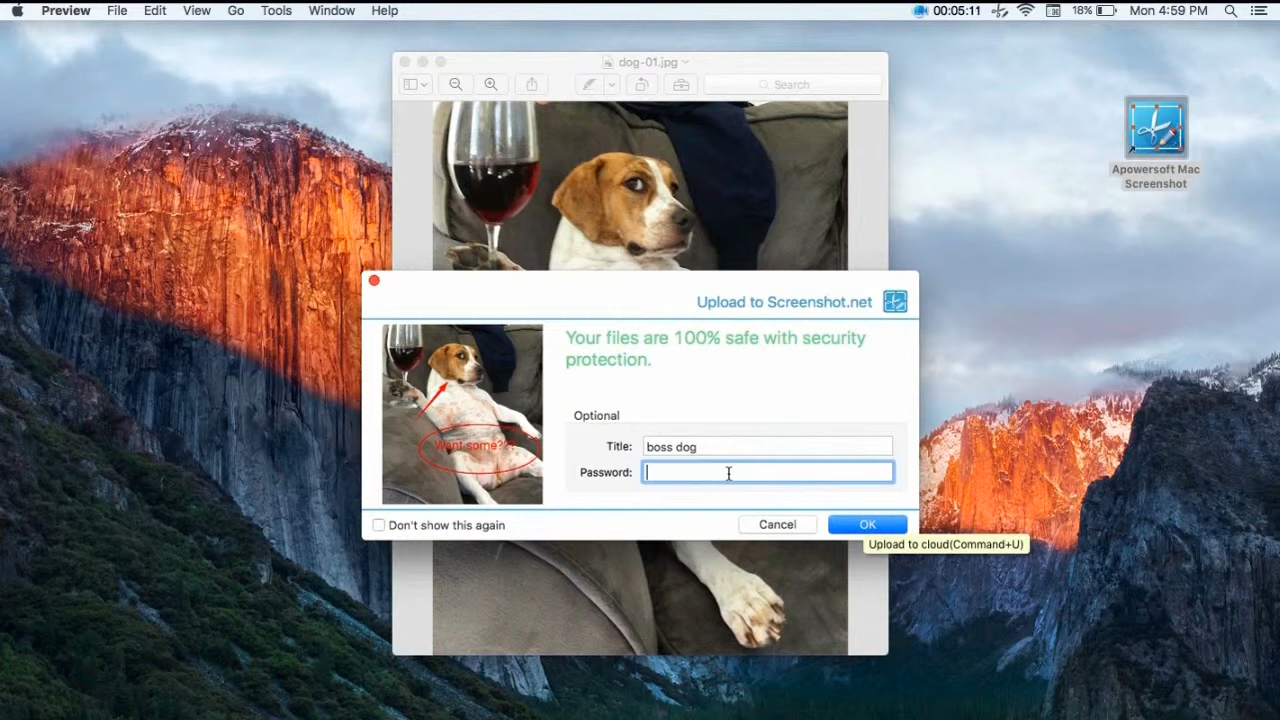 Preview File Edit View Go Tools Window Help 00:05:11 18% Mon 4:59 PM
dog-01.jpg
Search
Apowersoft Mac
Screenshot
Upload to Screenshot.net
Your files are 100% safe with security
protection.
Want some???
Optional
Title: boss dog
Password:
Don't show this again Cancel OK
Upload to cloud(Command+U)